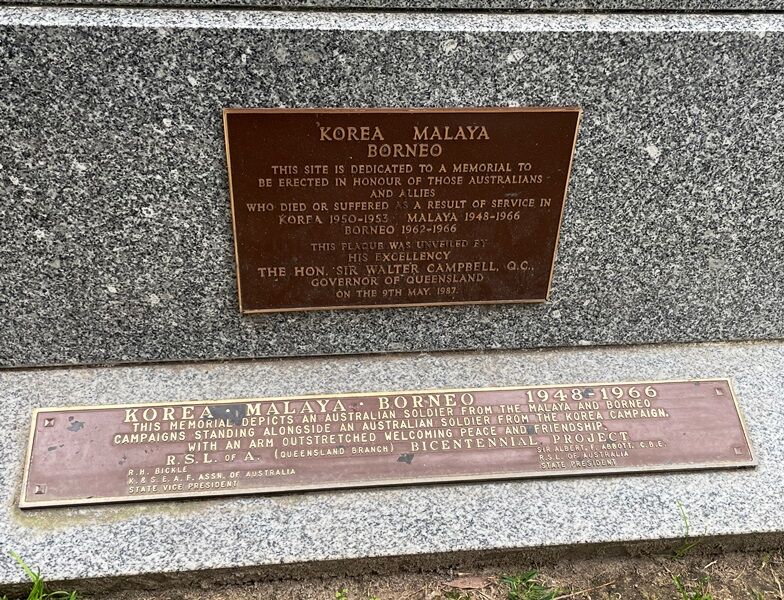 KOREA MALAYA
BORNEO
THIS SITE IS DEDICATED TO A MEMORIAL TO
BE ERECTED IN HONOUR OF THOSE AUSTRALIANS
AND ALLIES
WHO DIED OR SUFFERED AS A RESULT OF SERVICE IN
KOREA 1950-1953 MALAYA 1948-1966
BORNEO 1962-1966
THIS PLAQUE WAS UNVEILED BY
HIS EXCELLENCY
THE HON. SIR WALTER CAMPBELL, Q.C.,
GOVERNOR OF QUEENSLAND
ON THE 9TH MAY, 1987.
KOREA · MALAYA · BORNEO 1948-1966
THIS MEMORIAL DEPICTS AN AUSTRALIAN SOLDIER FROM THE MALAYA AND BORNEO
CAMPAIGNS STANDING ALONGSIDE AN AUSTRALIAN SOLDIER FROM THE KOREA CAMPAIGN,
WITH AN ARM OUTSTRETCHED WELCOMING PEACE AND FRIENDSHIP.
R.S.L. OF A. (QUEENSLAND BRANCH) BICENTENNIAL PROJECT
R.H. BICKLE
K & S.E.A.F. ASSN. OF AUSTRALIA
STATE VICE PRESIDENT
SIR ALBERT. F. ABBOTT, C.B.E.
R.S.L. OF AUSTRALIA
STATE PRESIDENT